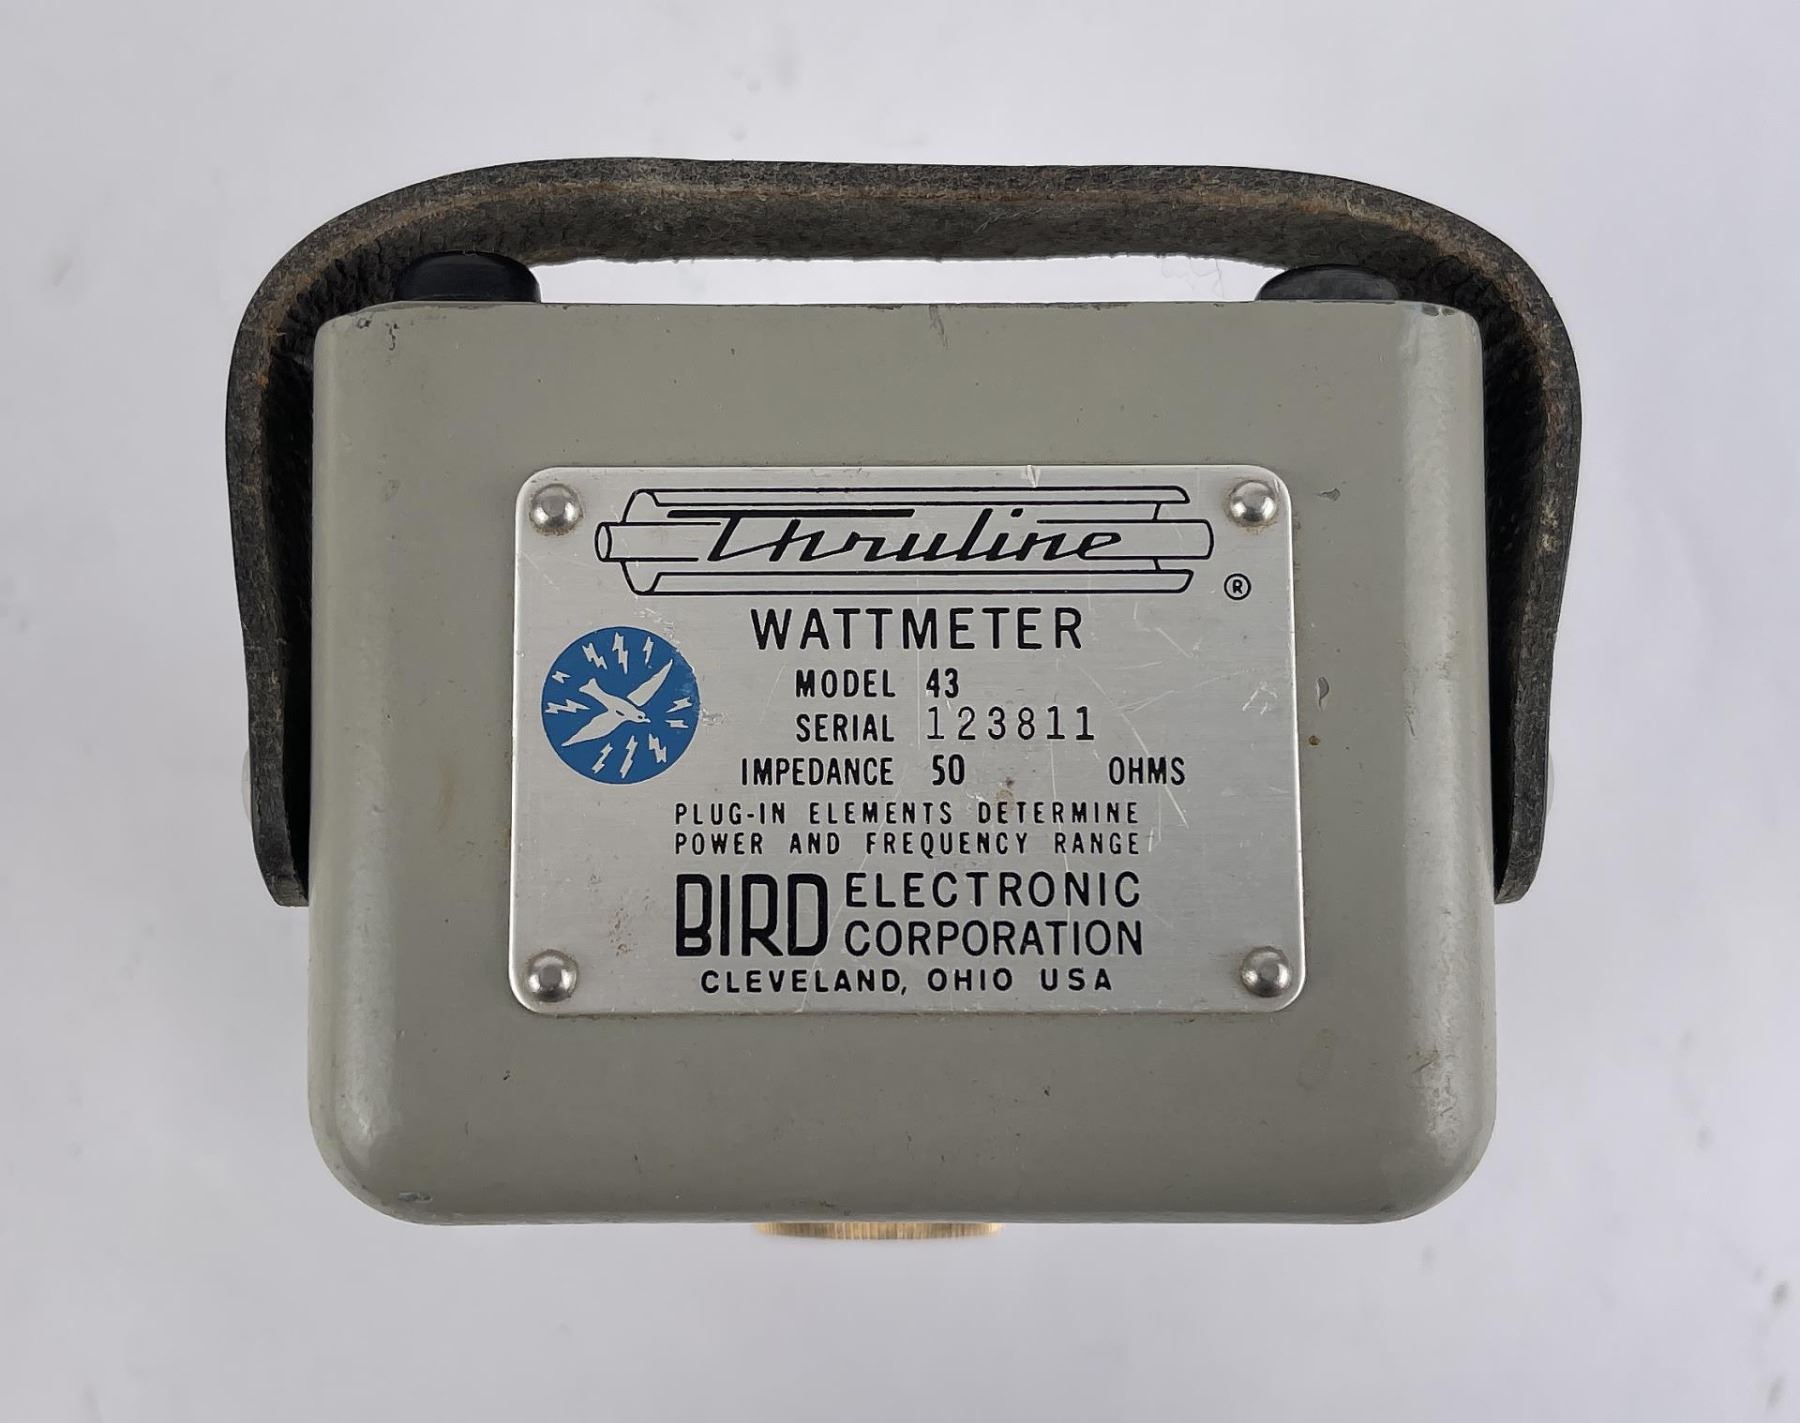 Thruline
®
WATTMETER
MODEL 43
SERIAL 123811
IMPEDANCE 50 OHMS
PLUG-IN ELEMENTS DETERMINE
POWER AND FREQUENCY RANGE
BIRD ELECTRONIC
CORPORATION
CLEVELAND, OHIO USA